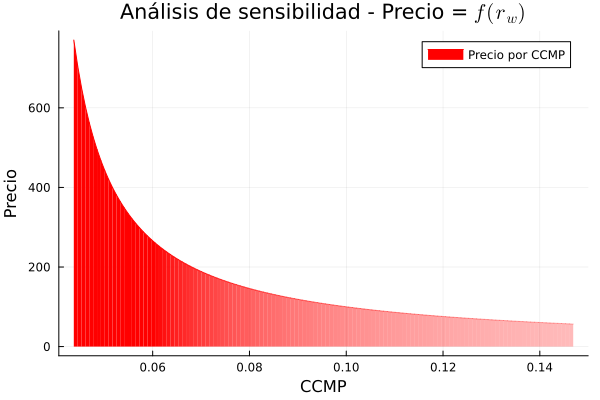 Análisis de sensibilidad - Precio = f(r_w)
Precio por CCMP
Precio
600
400
200
0
0.06 0.08 0.10 0.12 0.14
CCMP